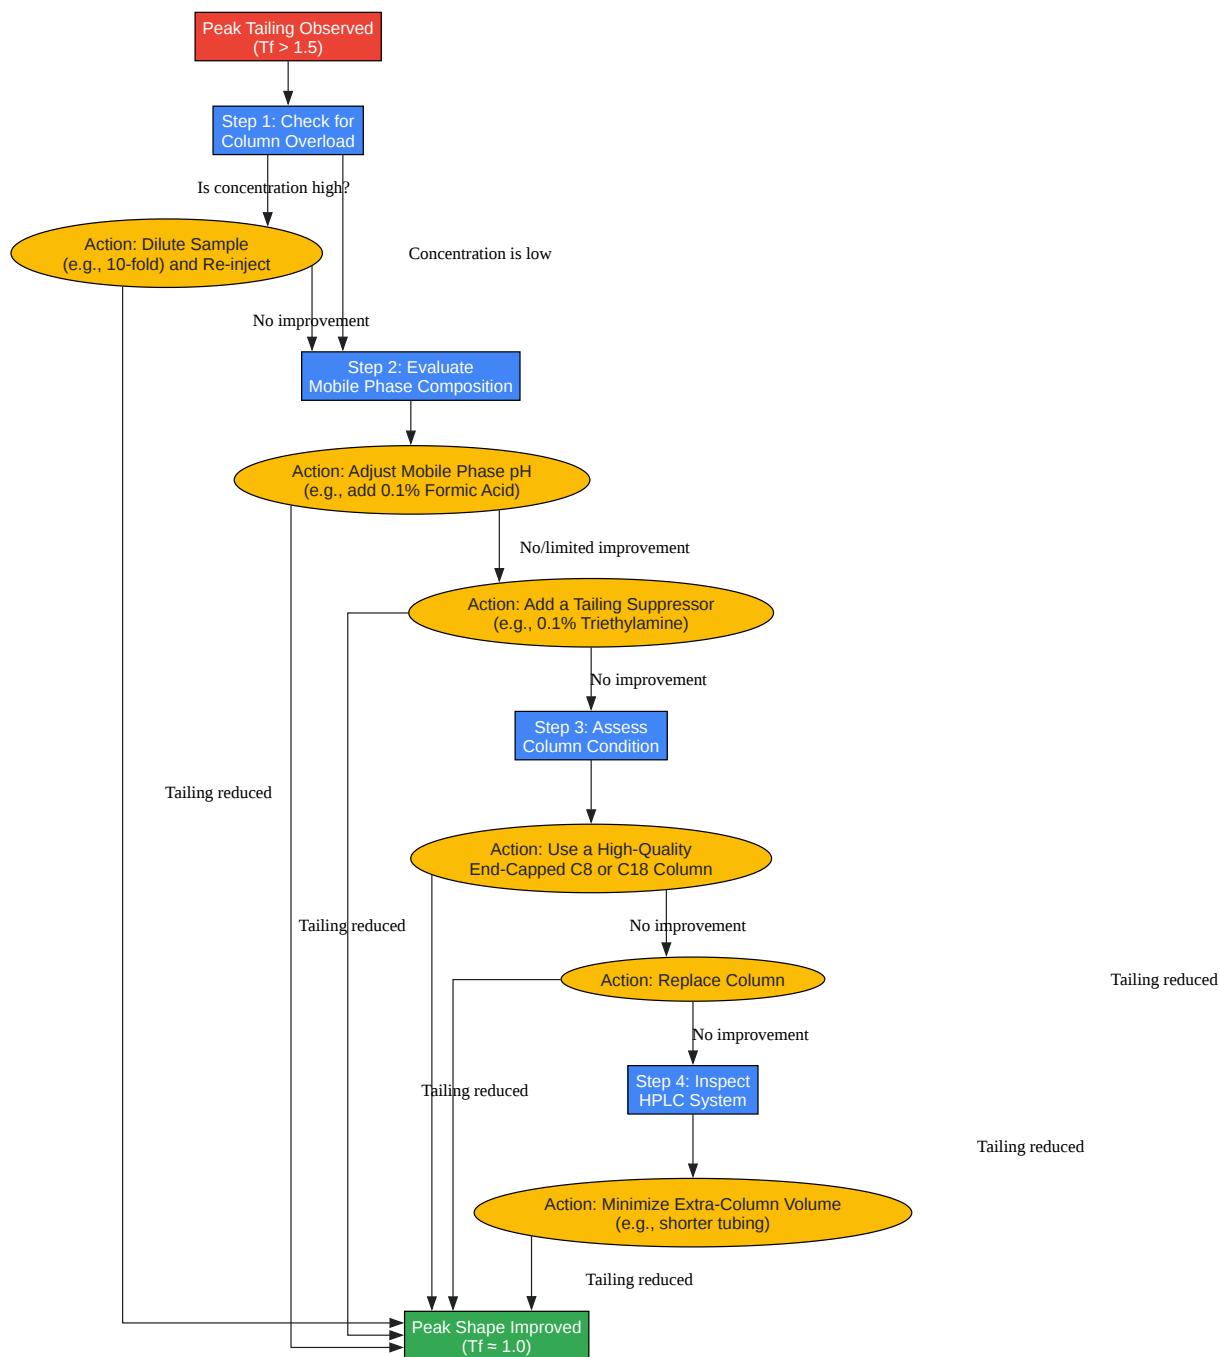 Peak Tailing Observed
(Tf > 1.5)
Step 1: Check for
Column Overload
Is concentration high?
Action: Dilute Sample
(e.g., 10-fold) and Re-inject
Concentration is low
No improvement
Step 2: Evaluate
Mobile Phase Composition
Action: Adjust Mobile Phase pH
(e.g., add 0.1% Formic Acid)
No/limited improvement
Action: Add a Tailing Suppressor
(e.g., 0.1% Triethylamine)
No improvement
Step 3: Assess
Column Condition
Tailing reduced
Action: Use a High-Quality
End-Capped C8 or C18 Column
Tailing reduced
No improvement
Action: Replace Column
Tailing reduced
No improvement
Step 4: Inspect
HPLC System
Tailing reduced
Tailing reduced
Action: Minimize Extra-Column Volume
(e.g., shorter tubing)
Tailing reduced
Peak Shape Improved
(Tf ≈ 1.0)